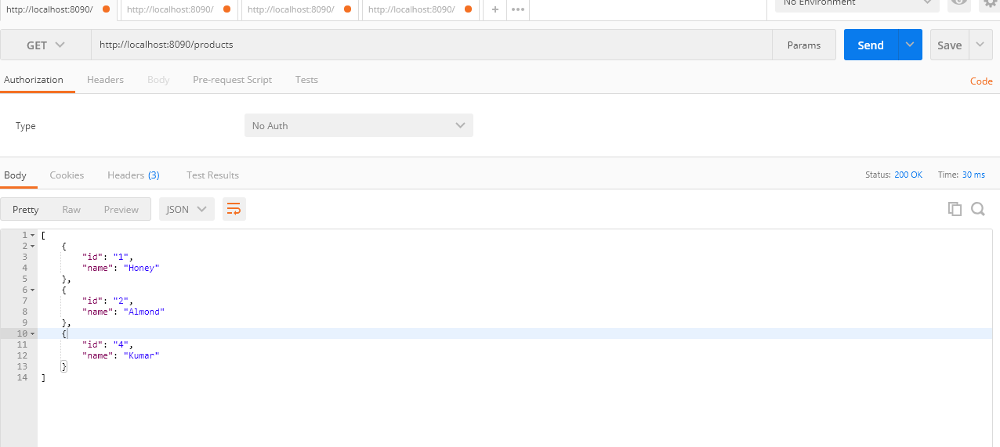 http://localhost:8090/ http://localhost:8090/ http://localhost:8090/ http://localhost:8090/ + ••• No Environment
GET http://localhost:8090/products Params Send Save
Authorization Headers Body Pre-request Script Tests Code
Type No Auth
Body Cookies Headers (3) Test Results Status: 200 OK Time: 30 ms
Pretty Raw Preview JSON
1 [
2 {
3 "id": "1",
4 "name": "Honey"
5 },
6 {
7 "id": "2",
8 "name": "Almond"
9 },
10 {
11 "id": "4",
12 "name": "Kumar"
13 }
14 ]